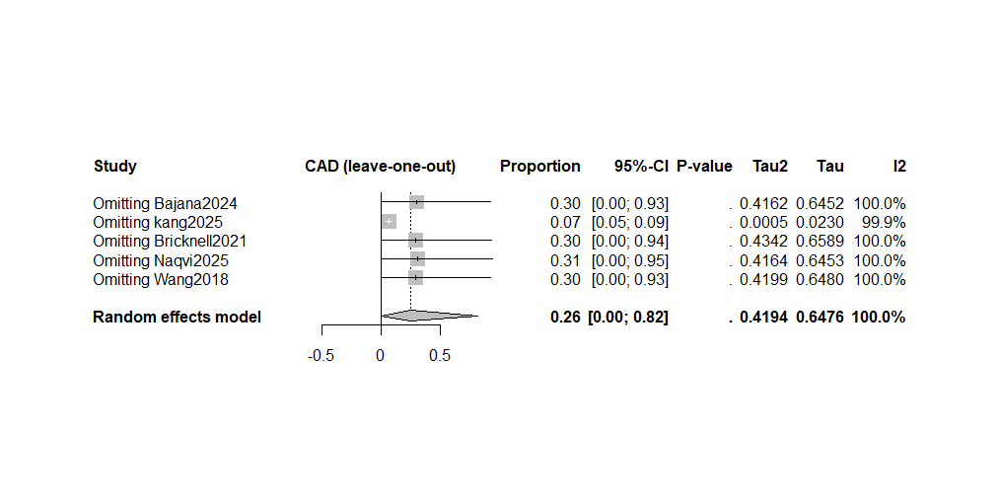 Study CAD (leave-one-out) Proportion 95%-CI P-value Tau2 Tau I2
Omitting Bajana2024 0.30 [0.00; 0.93] . 0.4162 0.6452 100.0%
Omitting kang2025 0.07 [0.05; 0.09] . 0.0005 0.0230 99.9%
Omitting Bricknell2021 0.30 [0.00; 0.94] . 0.4342 0.6589 100.0%
Omitting Naqvi2025 0.31 [0.00; 0.95] . 0.4164 0.6453 100.0%
Omitting Wang2018 0.30 [0.00; 0.93] . 0.4199 0.6480 100.0%
Random effects model 0.26 [0.00; 0.82] . 0.4194 0.6476 100.0%
-0.5 0 0.5